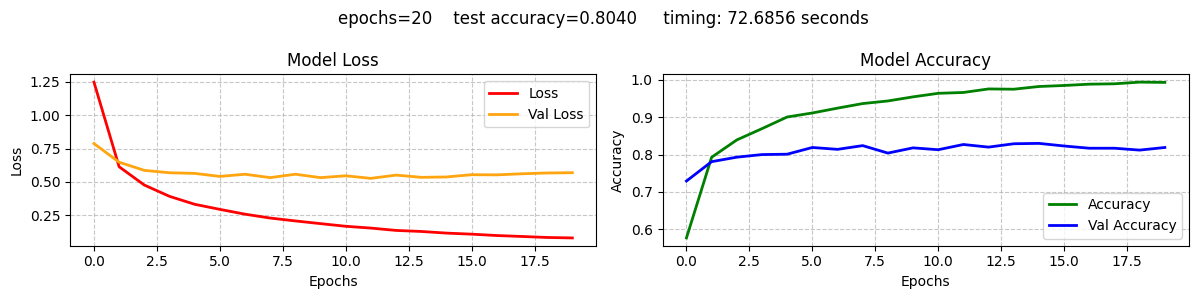 epochs=20    test accuracy=0.8040     timing: 72.6856 seconds
Model Loss
1.25
1.00
0.75
0.50
0.25
Loss
Loss
Val Loss
0.0 2.5 5.0 7.5 10.0 12.5 15.0 17.5
Epochs
Model Accuracy
1.0
0.9
0.8
0.7
0.6
Accuracy
Accuracy
Val Accuracy
0.0 2.5 5.0 7.5 10.0 12.5 15.0 17.5
Epochs